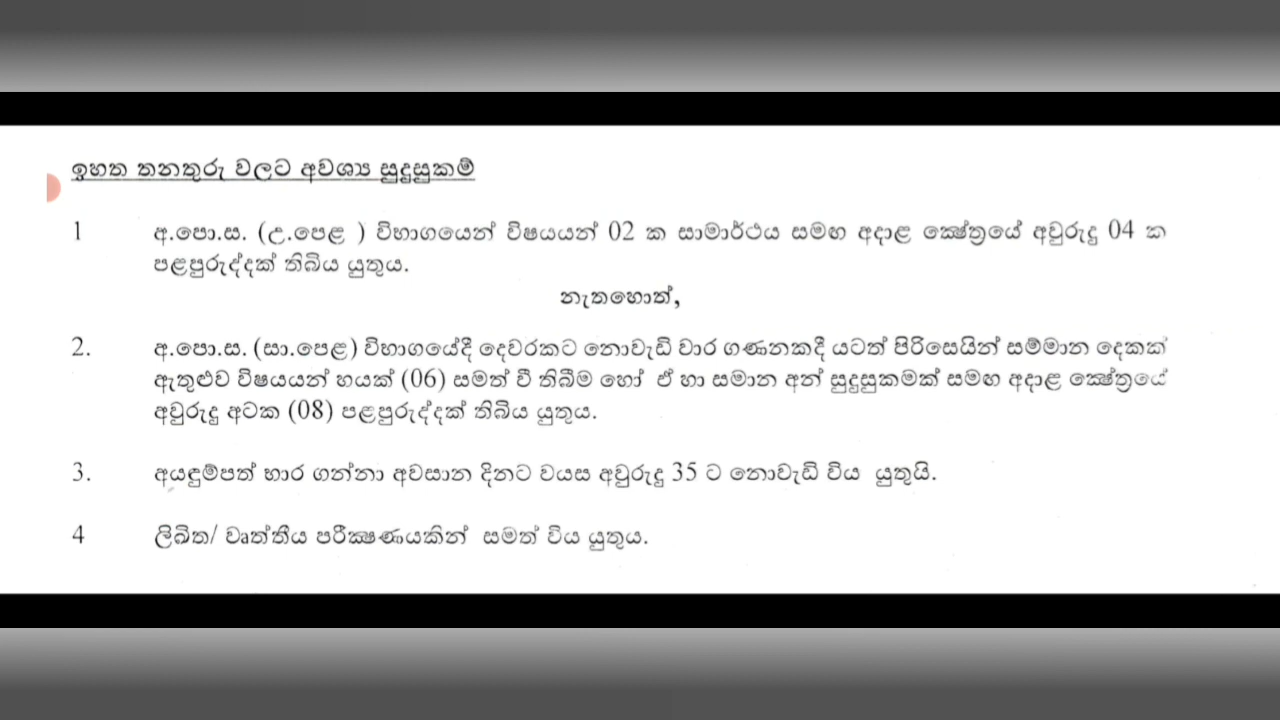 ඉහත තනතුරු වලට අවශ්‍ය සුදුසුකම්
1 අ.පො.ස. (උ.පෙළ ) විභාගයෙන් විෂයයන් 02 ක සාමාර්ථය සමඟ අදාළ ක්‍ෂේත්‍රයේ අවුරුදු 04 ක
පළපුරුද්දක් තිබිය යුතුය.
නැතහොත්,
2. අ.පො.ස. (සා.පෙළ) විභාගයේදී දෙවරකට නොවැඩි වාර ගණනකදී යටත් පිරිසෙයින් සම්මාන දෙකක්
ඇතුළුව විෂයයන් හයක් (06) සමත් වී තිබීම හෝ ඒ හා සමාන අන් සුදුසුකමක් සමඟ අදාළ ක්‍ෂේත්‍රයේ
අවුරුදු අටක (08) පළපුරුද්දක් තිබිය යුතුය.
3. අයඳුම්පත් භාර ගන්නා අවසාන දිනට වයස අවුරුදු 35 ට නොවැඩි විය යුතුයි.
4 ලිඛිත/ වෘත්තීය පරීක්‍ෂණයකින් සමත් විය යුතුය.